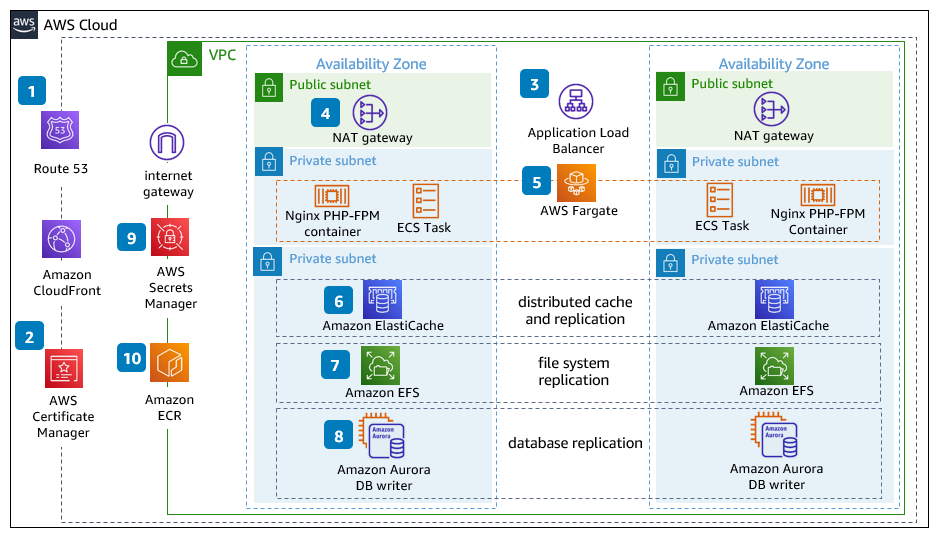 aws
AWS Cloud
VPC
Availability Zone
Availability Zone
1
Public subnet
3
Public subnet
4
53
NAT gateway
Application Load
Balancer
NAT gateway
Route 53
Private subnet
Private subnet
internet
gateway
5
Nginx PHP-FPM
container
ECS Task
AWS Fargate
ECS Task
Nginx PHP-FPM
Container
9
Private subnet
Private subnet
Amazon
CloudFront
AWS
Secrets
Manager
6
Amazon ElastiCache
distributed cache
and replication
Amazon ElastiCache
2
10
7
Amazon EFS
file system
replication
Amazon EFS
AWS
Certificate
Manager
Amazon
ECR
8
Amazon
Aurora
Amazon Aurora
DB writer
database replication
Amazon
Aurora
Amazon Aurora
DB writer